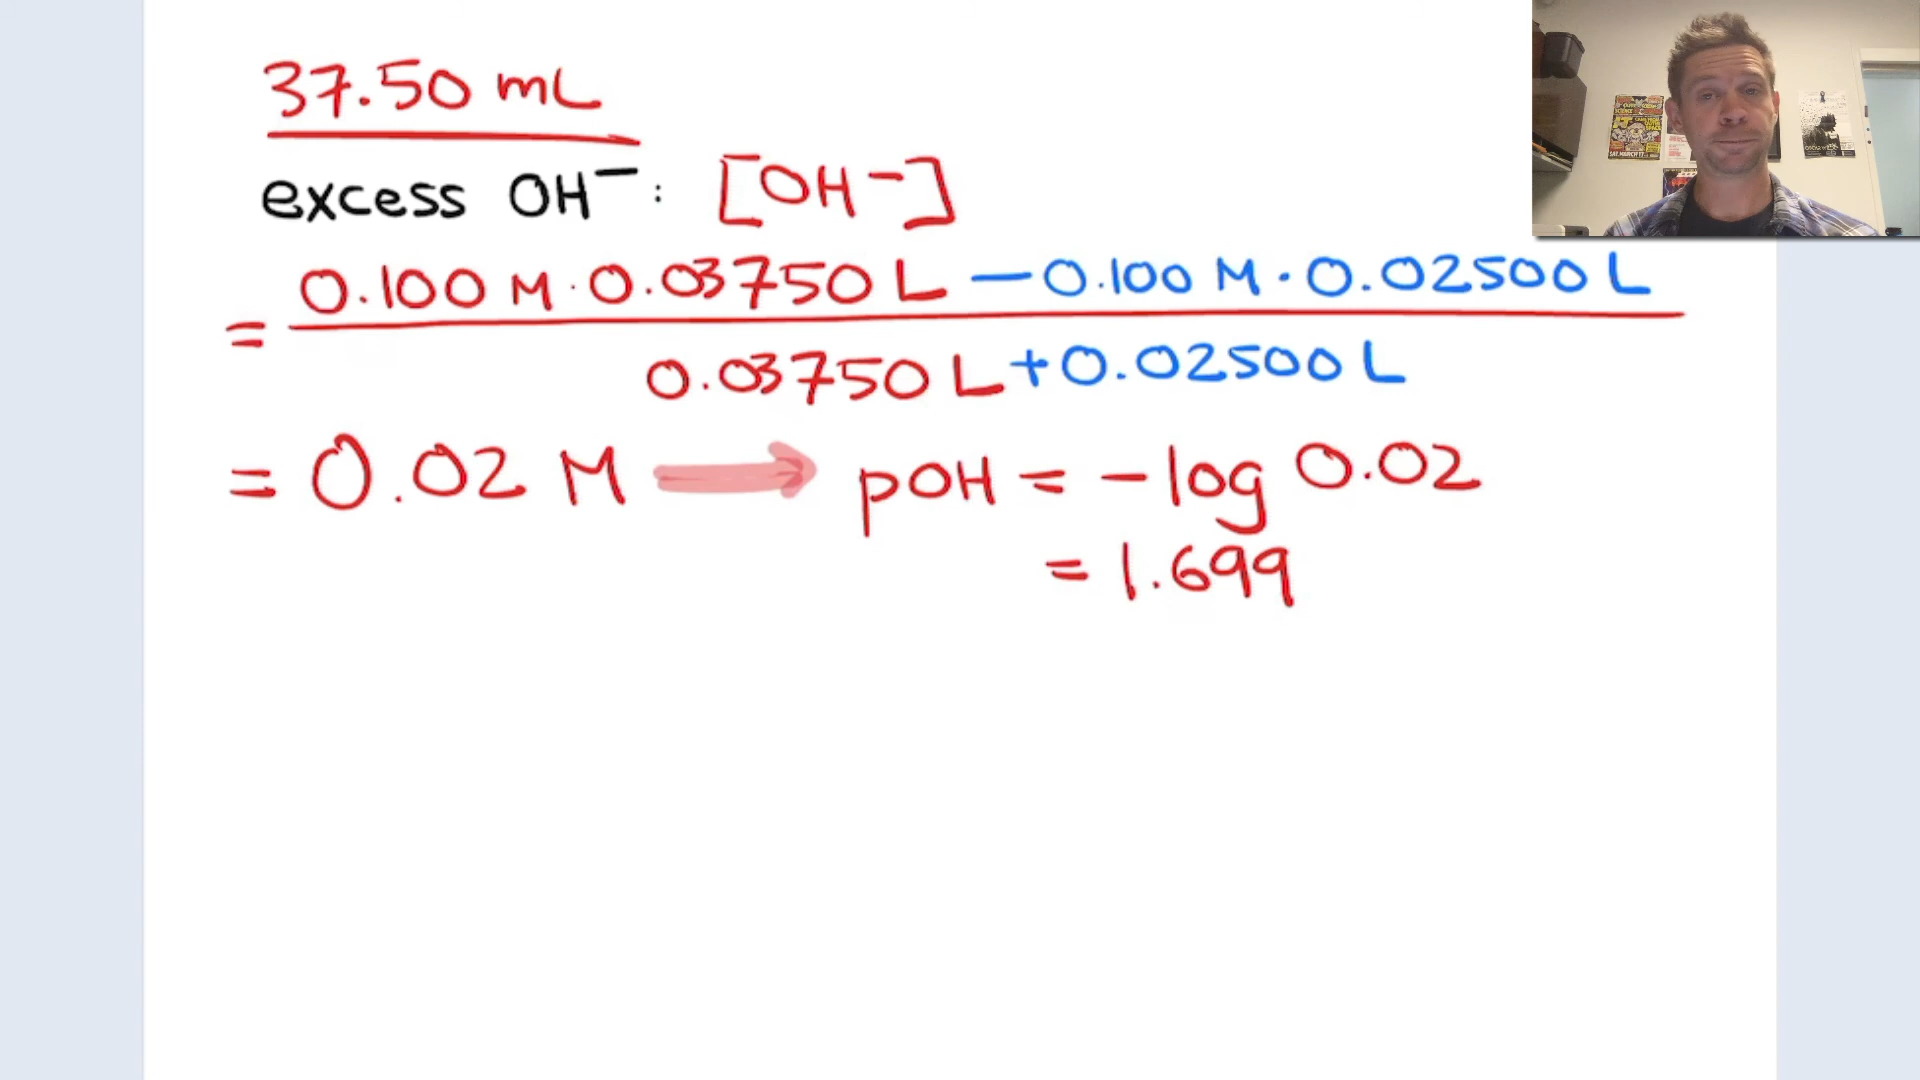 37.50 mL
excess OH⁻: [OH⁻]
= 0.100 M · 0.03750 L − 0.100 M · 0.02500 L
0.03750 L + 0.02500 L
= 0.02 M → pOH = −log 0.02
= 1.699